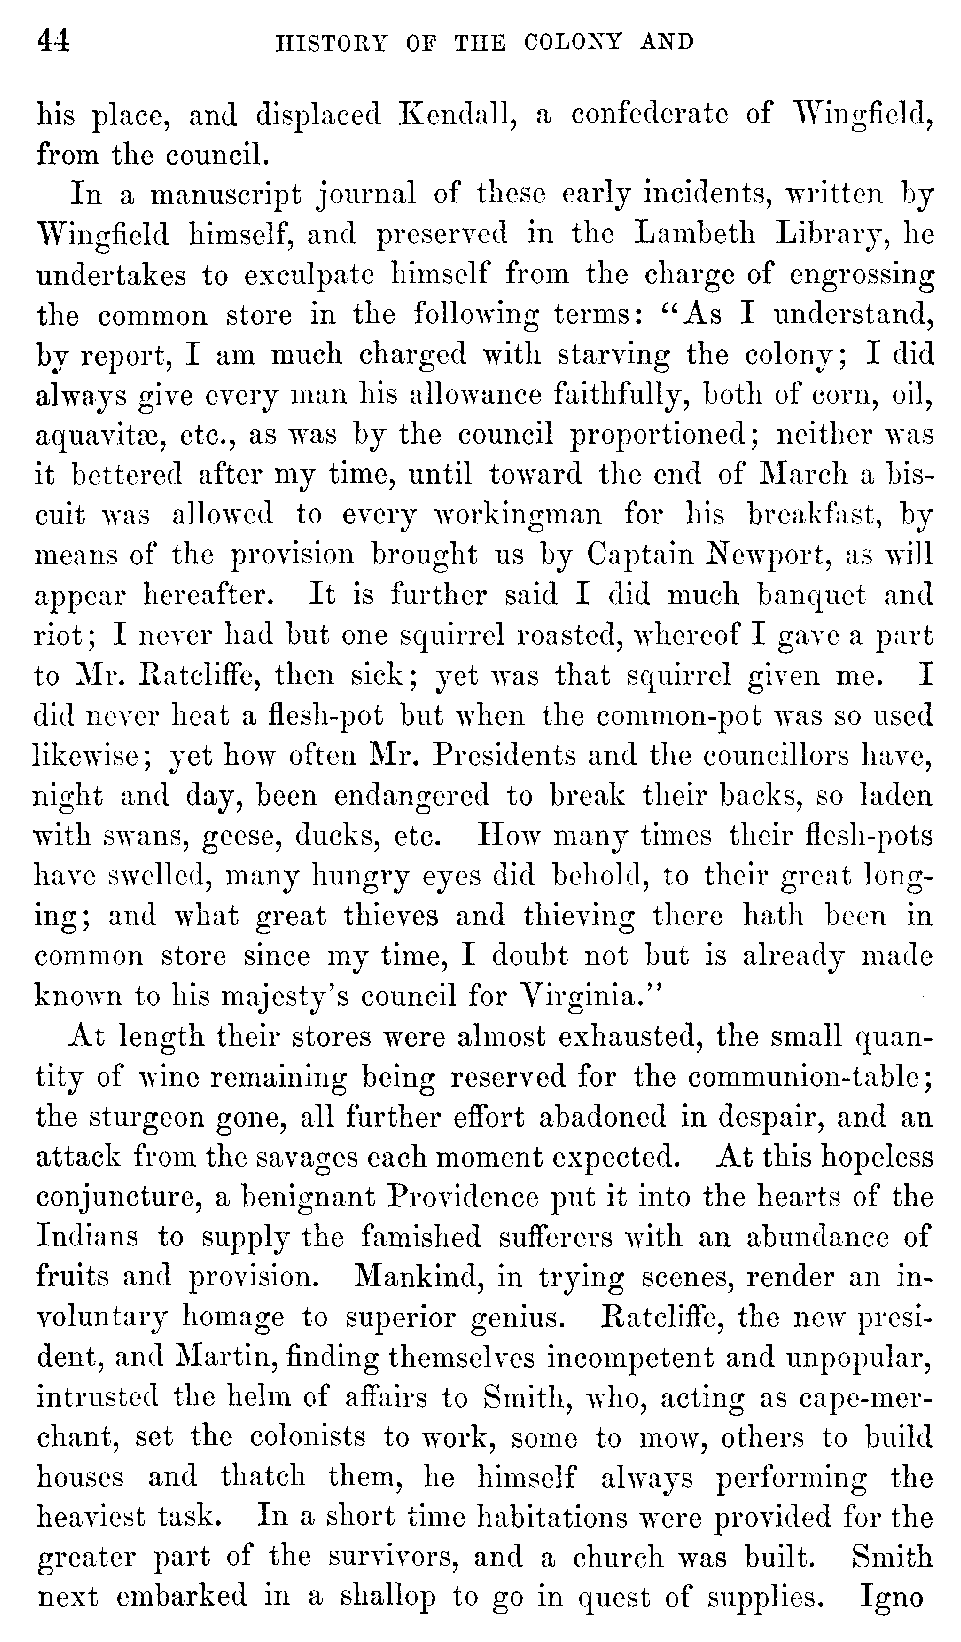 44 HISTORY OF THE COLONY AND
his place, and displaced Kendall, a confederate of Wingfield,
from the council.
In a manuscript journal of these early incidents, written by
Wingfield himself, and preserved in the Lambeth Library, he
undertakes to exculpate himself from the charge of engrossing
the common store in the following terms: “As I understand,
by report, I am much charged with starving the colony; I did
always give every man his allowance faithfully, both of corn, oil,
aquavitæ, etc., as was by the council proportioned; neither was
it bettered after my time, until toward the end of March a bis-
cuit was allowed to every workingman for his breakfast, by
means of the provision brought us by Captain Newport, as will
appear hereafter. It is further said I did much banquet and
riot; I never had but one squirrel roasted, whereof I gave a part
to Mr. Ratcliffe, then sick; yet was that squirrel given me. I
did never heat a flesh-pot but when the common-pot was so used
likewise; yet how often Mr. Presidents and the councillors have,
night and day, been endangered to break their backs, so laden
with swans, geese, ducks, etc. How many times their flesh-pots
have swelled, many hungry eyes did behold, to their great long-
ing; and what great thieves and thieving there hath been in
common store since my time, I doubt not but is already made
known to his majesty's council for Virginia.”
At length their stores were almost exhausted, the small quan-
tity of wine remaining being reserved for the communion-table;
the sturgeon gone, all further effort abadoned in despair, and an
attack from the savages each moment expected. At this hopeless
conjuncture, a benignant Providence put it into the hearts of the
Indians to supply the famished sufferers with an abundance of
fruits and provision. Mankind, in trying scenes, render an in-
voluntary homage to superior genius. Ratcliffe, the new presi-
dent, and Martin, finding themselves incompetent and unpopular,
intrusted the helm of affairs to Smith, who, acting as cape-mer-
chant, set the colonists to work, some to mow, others to build
houses and thatch them, he himself always performing the
heaviest task. In a short time habitations were provided for the
greater part of the survivors, and a church was built. Smith
next embarked in a shallop to go in quest of supplies. Igno